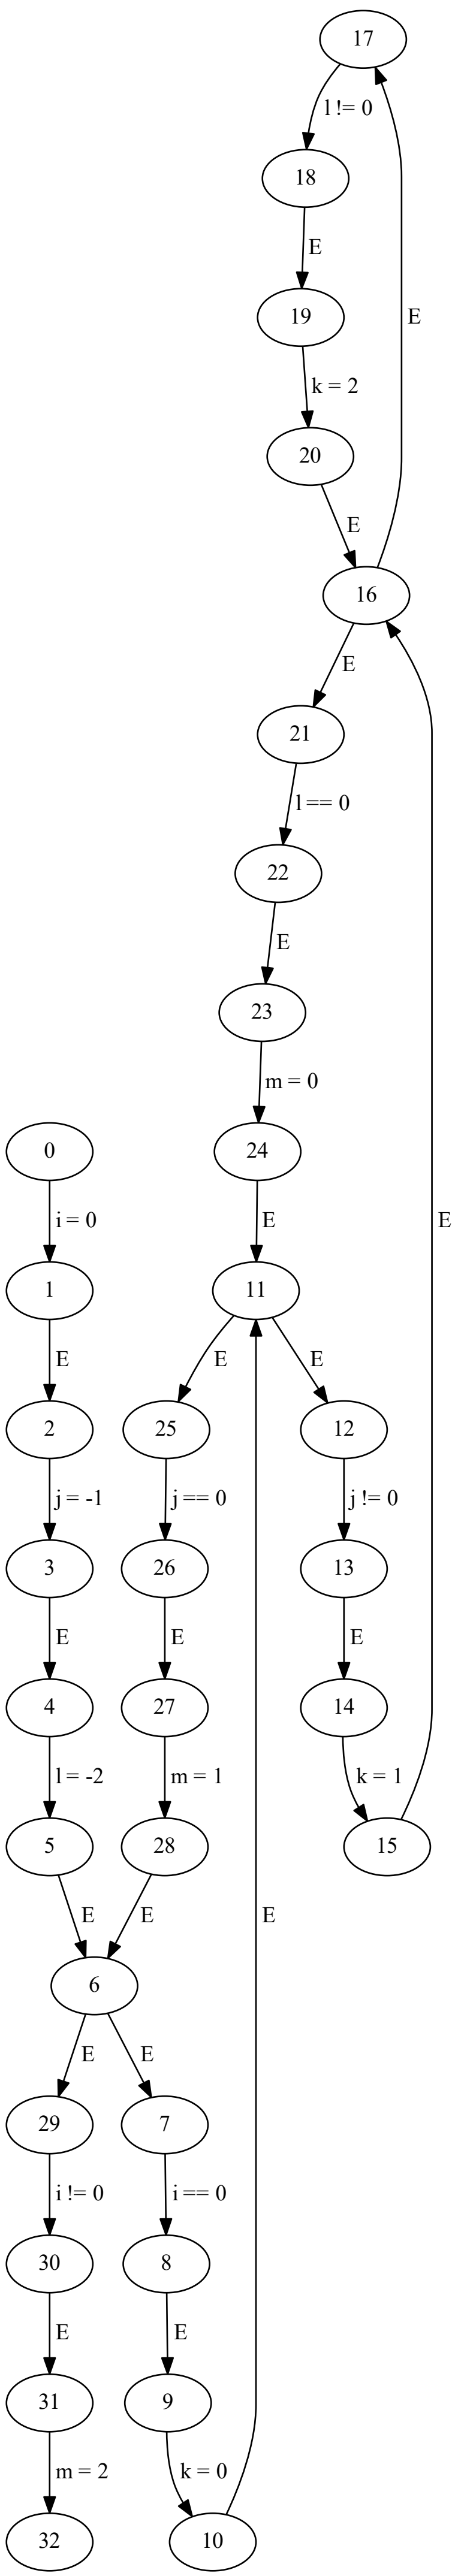 17
l != 0
18
E
19
E
k = 2
20
E
16
E
21
l == 0
22
E
23
m = 0
0
24
i = 0
E
1
11
E
E
E
E
2
25
12
j = -1
j == 0
j != 0
3
26
13
E
E
E
4
27
14
l = -2
m = 1
k = 1
5
28
15
E
E
E
6
E
E
29
7
i != 0
i == 0
30
8
E
E
31
9
m = 2
k = 0
32
10